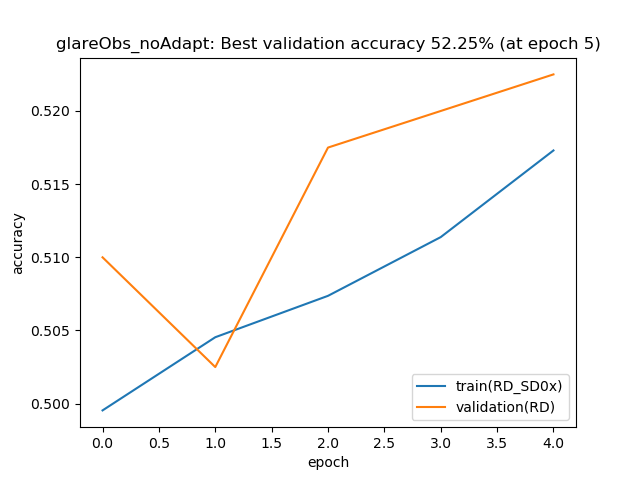 glareObs_noAdapt: Best validation accuracy 52.25% (at epoch 5)
accuracy
0.520
0.515
0.510
0.505
0.500
train(RD_SD0x)
validation(RD)
0.0 0.5 1.0 1.5 2.0 2.5 3.0 3.5 4.0
epoch